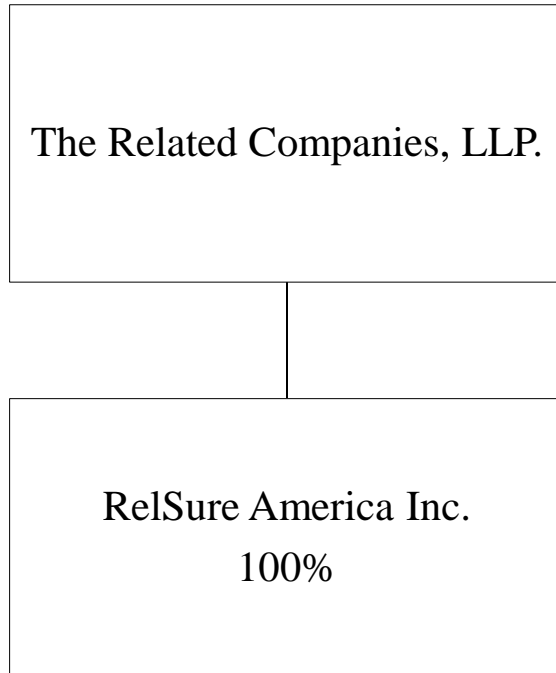 The Related Companies, LLP.
RelSure America Inc.
100%